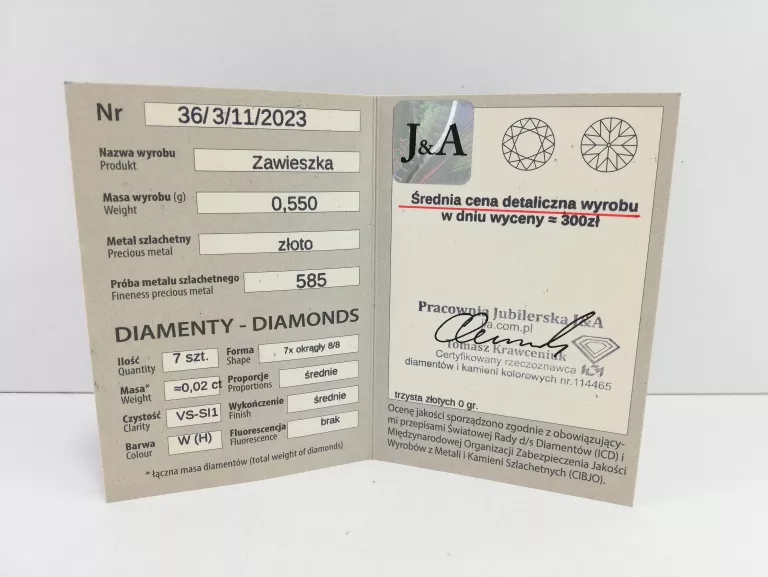 Nr 36/3/11/2023
Nazwa wyrobu
Produkt
Zawieszka
Masa wyrobu (g)
Weight
0,550
Metal szlachetny
Precious metal
złoto
Próba metalu szlachetnego
Fineness precious metal
585
DIAMENTY - DIAMONDS
Ilość
Quantity
7 szt.
Forma
Shape
7x okrągły 8/8
Masa*
Weight
≈0,02 ct
Proporcje
Proportions
średnie
Czystość
Clarity
VS-SI1
Wykończenie
Finish
średnie
Barwa
Colour
W (H)
Fluorescencja
Fluorescence
brak
* łączna masa diamentów (total weight of diamonds)
J&A
Średnia cena detaliczna wyrobu
w dniu wyceny ≈ 300zł
Pracownia Jubilerska J&A
.com.pl
Tomasz Krawceniuk
Certyfikowany rzeczoznawca
diamentów i kamieni kolorowych nr.114465
trzysta złotych 0 gr.
Ocenę jakości sporządzono zgodnie z obowiązujący-
mi przepisami Światowej Rady d/s Diamentów (ICD) i
Międzynarodowej Organizacji Zabezpieczenia Jakości
Wyrobów z Metali i Kamieni Szlachetnych (CIBJO).